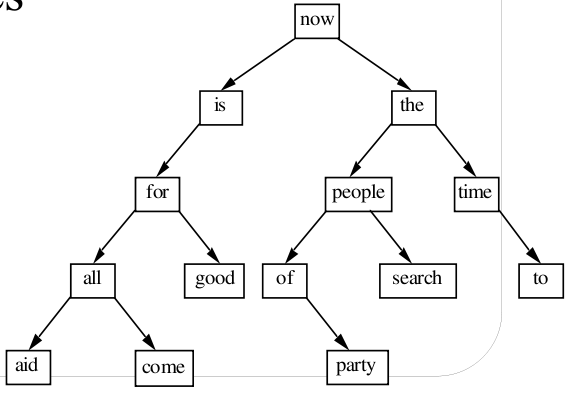 now
is
the
for
people
time
all
good
of
search
to
aid
come
party